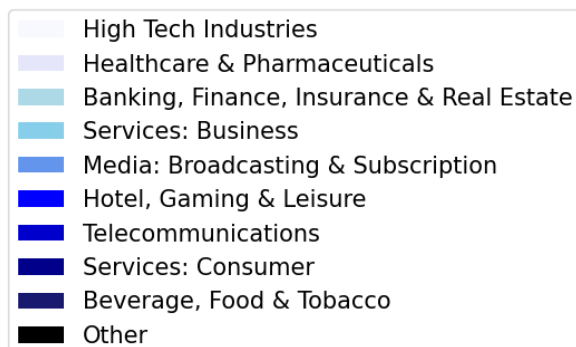 High Tech Industries
Healthcare & Pharmaceuticals
Banking, Finance, Insurance & Real Estate
Services: Business
Media: Broadcasting & Subscription
Hotel, Gaming & Leisure
Telecommunications
Services: Consumer
Beverage, Food & Tobacco
Other